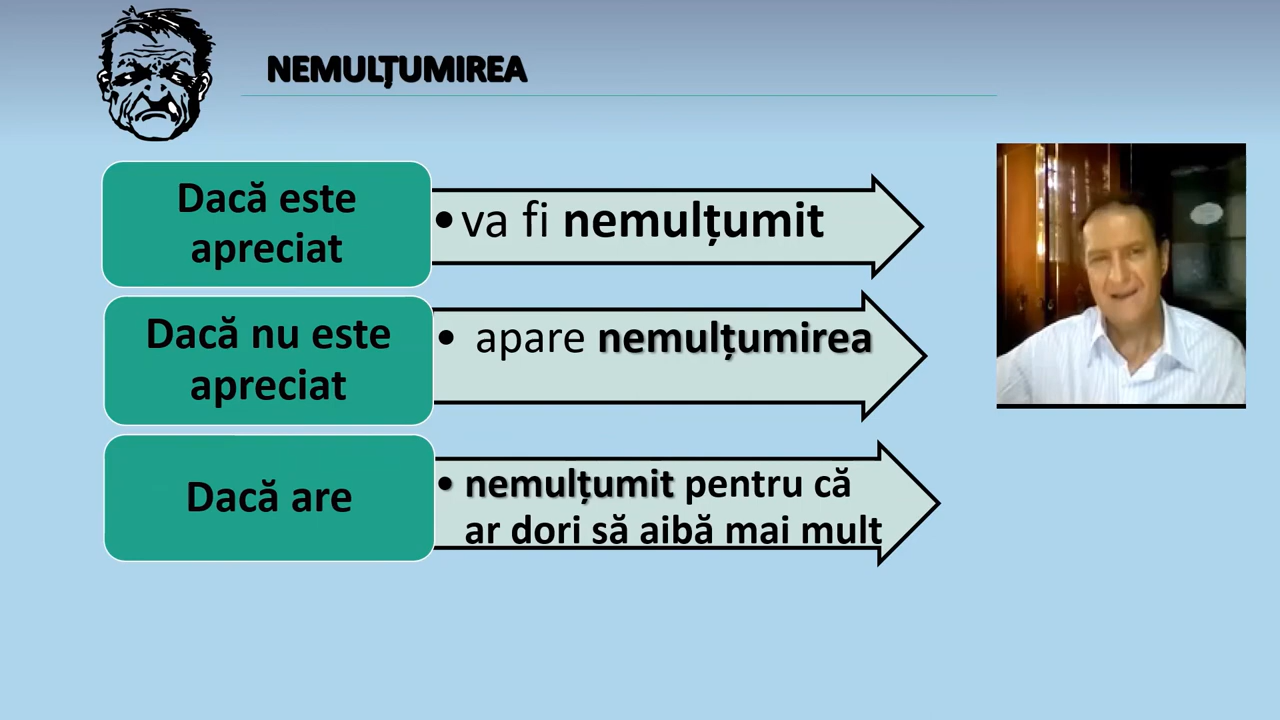 NEMULȚUMIREA
Dacă este
apreciat
•va fi nemulțumit
Dacă nu este
apreciat
• apare nemulțumirea
Dacă are
• nemulțumit pentru că
ar dori să aibă mai mult